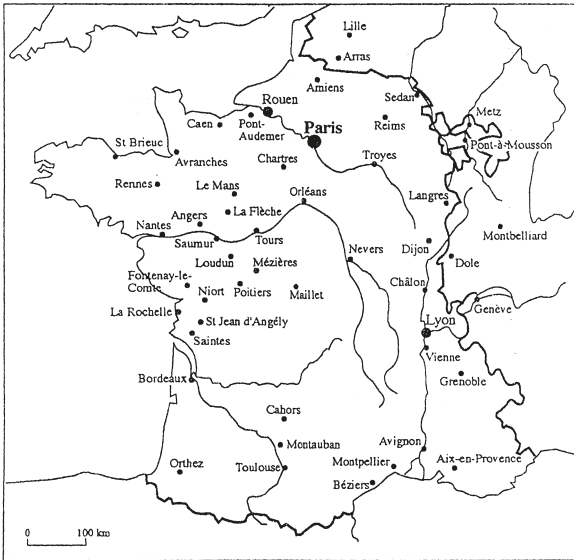 Lille
Arras
Amiens
Sedan
Rouen
Metz
Caen
Pont-
Audemer
Reims
Paris
Pont-à-Mousson
St Brieuc
Avranches
Chartres
Troyes
Rennes
Le Mans
Orléans
Langres
La Flèche
Angers
Nantes
Saumur
Tours
Nevers
Dijon
Montbelliard
Loudun
Mézières
Dole
Fontenay-le-
Comte
Niort
Poitiers
Maillet
Châlon
Genève
La Rochelle
St Jean d'Angély
Lyon
Saintes
Vienne
Bordeaux
Grenoble
Cahors
Montauban
Avignon
Orthez
Toulouse
Montpellier
Aix-en-Provence
Béziers
0 100 km